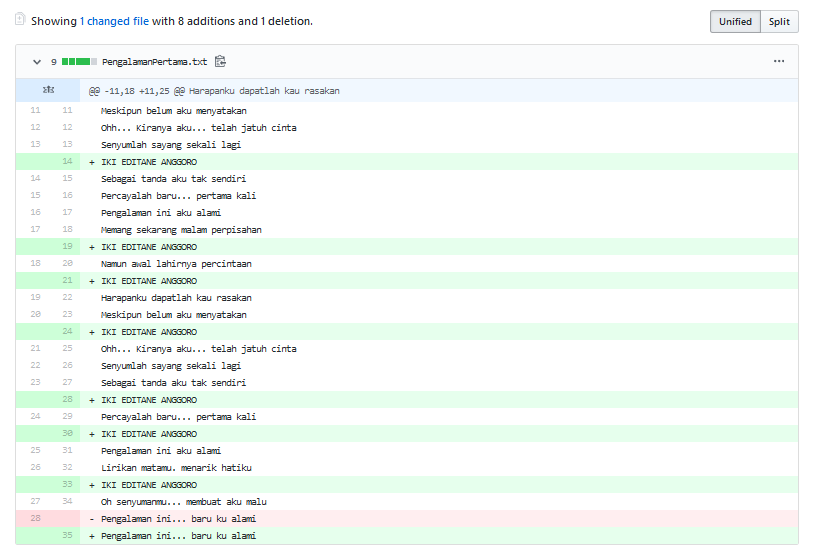 Showing 1 changed file with 8 additions and 1 deletion.
Unified Split
9 PengalamanPertama.txt
@@ -11,18 +11,25 @@ Harapanku dapatlah kau rasakan
11 11 Meskipun belum aku menyatakan
12 12 Ohh... Kiranya aku... telah jatuh cinta
13 13 Senyumlah sayang sekali lagi
14 + IKI EDITANE ANGGORO
14 15 Sebagai tanda aku tak sendiri
15 16 Percayalah baru... pertama kali
16 17 Pengalaman ini aku alami
17 18 Memang sekarang malam perpisahan
19 + IKI EDITANE ANGGORO
18 20 Namun awal lahirnya percintaan
21 + IKI EDITANE ANGGORO
19 22 Harapanku dapatlah kau rasakan
20 23 Meskipun belum aku menyatakan
24 + IKI EDITANE ANGGORO
21 25 Ohh... Kiranya aku... telah jatuh cinta
22 26 Senyumlah sayang sekali lagi
23 27 Sebagai tanda aku tak sendiri
28 + IKI EDITANE ANGGORO
24 29 Percayalah baru... pertama kali
30 + IKI EDITANE ANGGORO
25 31 Pengalaman ini aku alami
26 32 Lirikan matamu. menarik hatiku
33 + IKI EDITANE ANGGORO
27 34 Oh senyumanmu... membuat aku malu
28 - Pengalaman ini... baru ku alami
35 + Pengalaman ini... baru ku alami